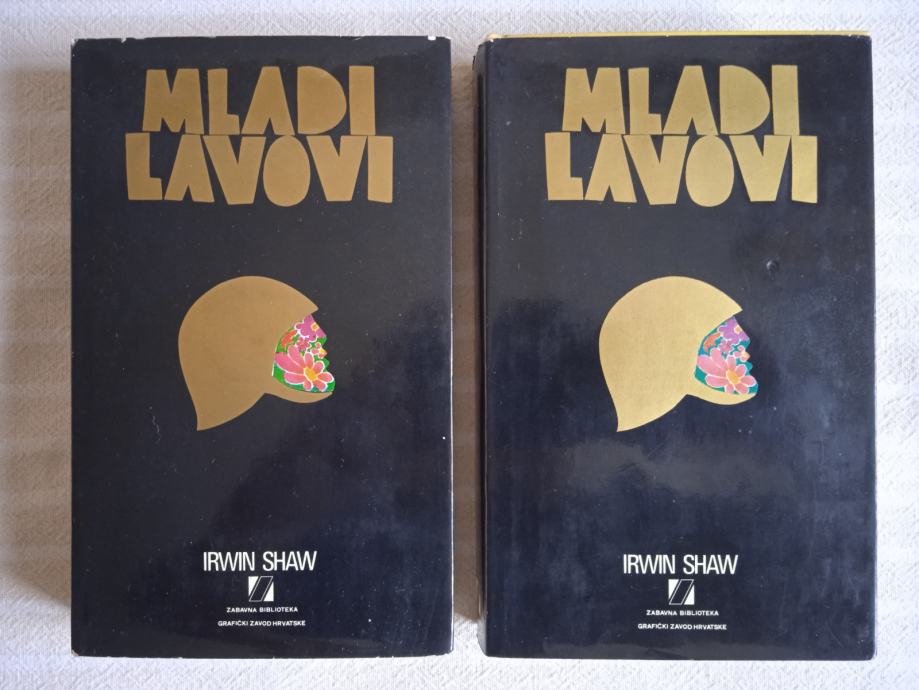 MLADI
LAVOVI
IRWIN SHAW
ZABAVNA BIBLIOTEKA
GRAFIČKI ZAVOD HRVATSKE
MLADI
LAVOVI
IRWIN SHAW
ZABAVNA BIBLIOTEKA
GRAFIČKI ZAVOD HRVATSKE